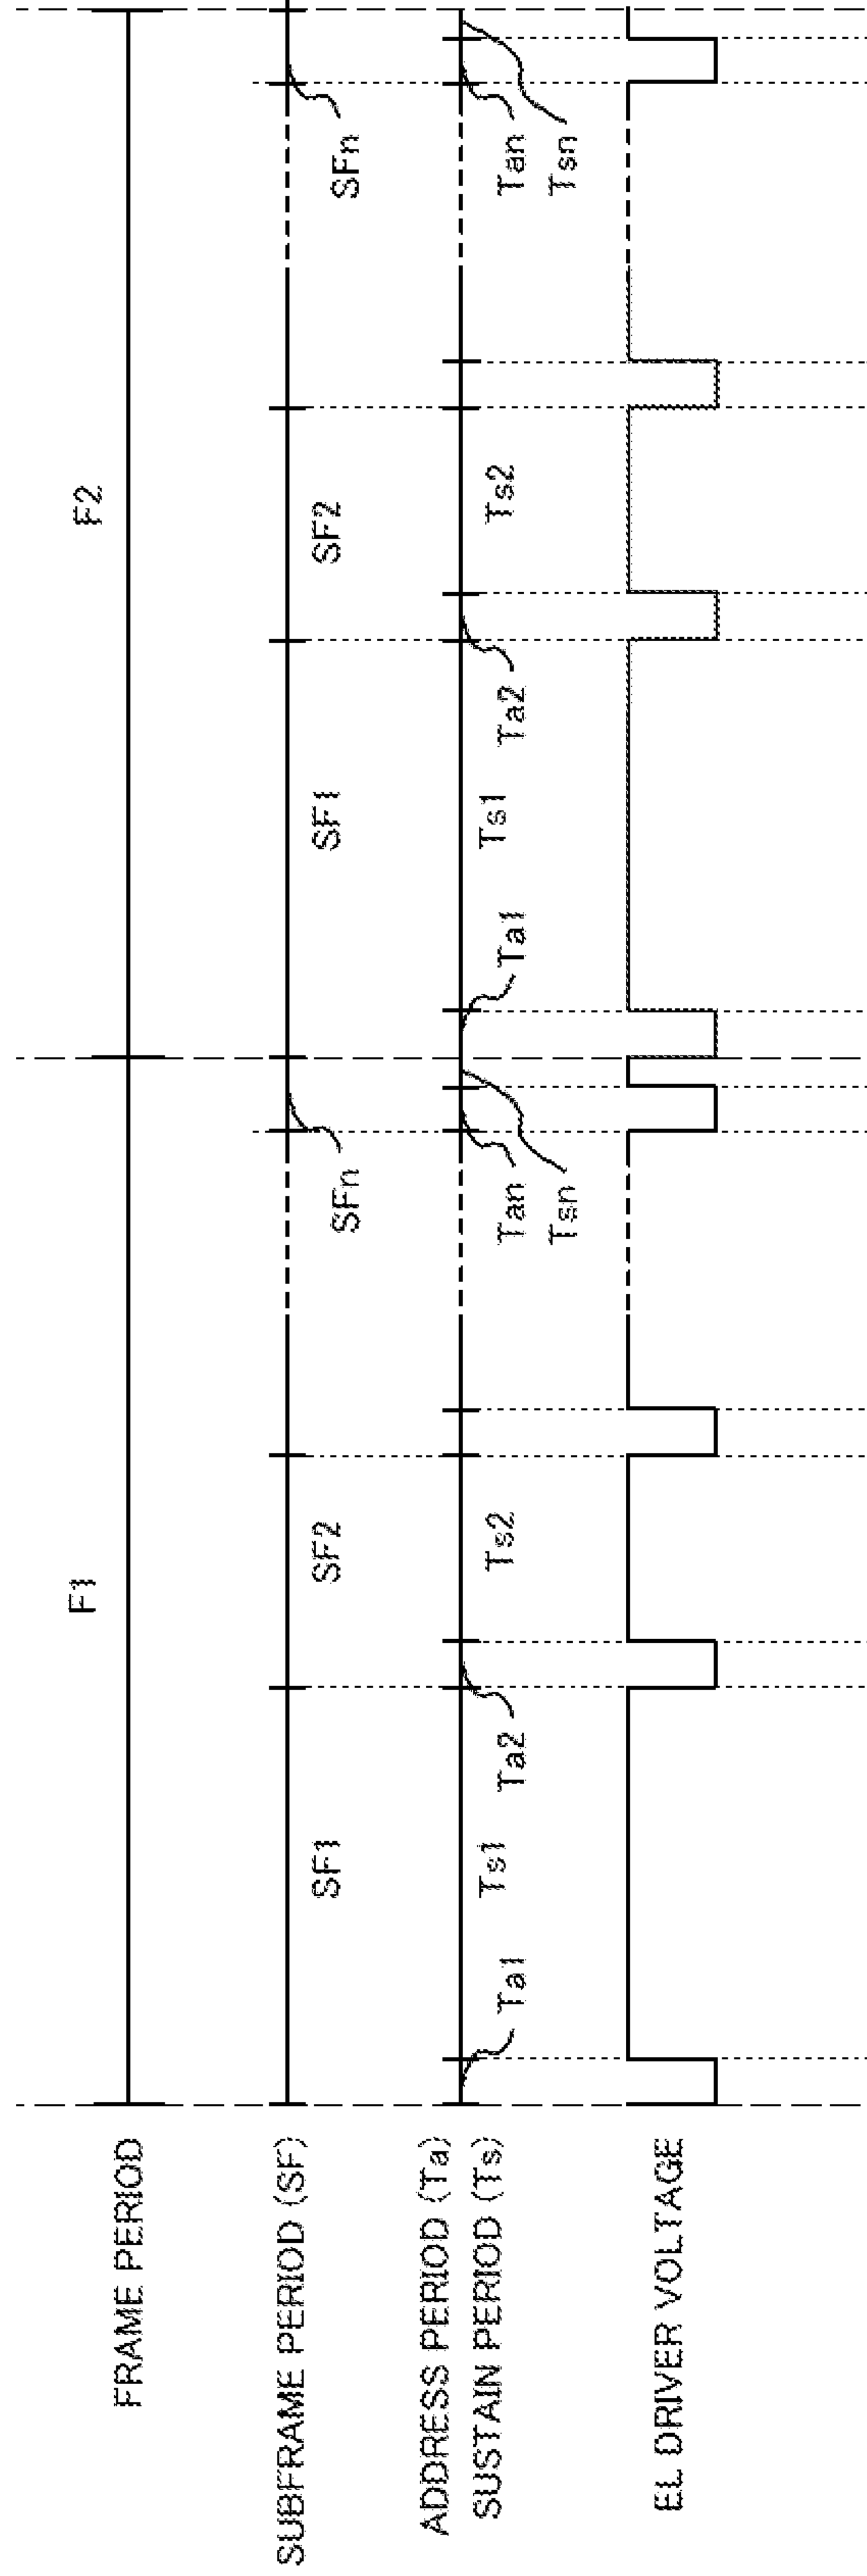 FRAME PERIOD
F1
F2
SUBFRAME PERIOD (SF)
SF1
SF2
SFn
SF1
SF2
SFn
ADDRESS PERIOD (Ta)
SUSTAIN PERIOD (Ts)
Ta1
Ts1
Ta2
Ts2
Tan
Tsn
Ta1
Ts1
Ta2
Ts2
Tan
Tsn
EL DRIVER VOLTAGE